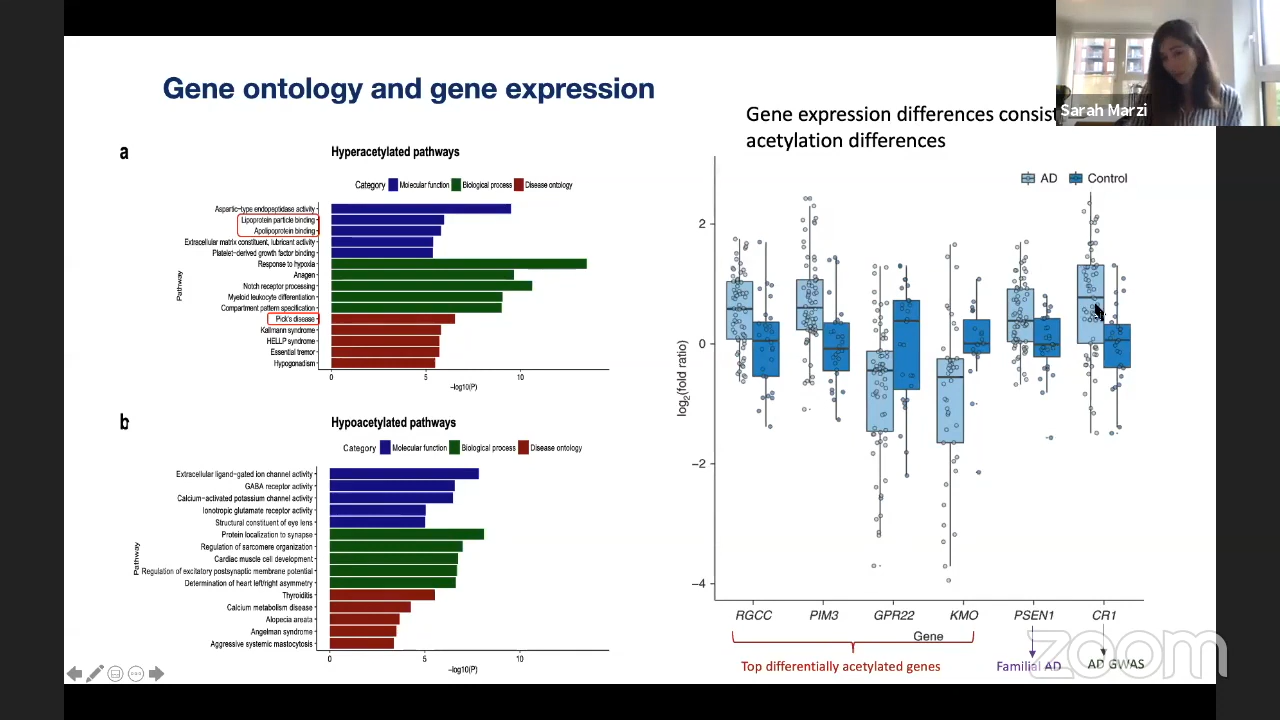 Gene ontology and gene expression
Sarah Marzi
Gene expression differences consist
acetylation differences
a
Hyperacetylated pathways
Category Molecular function Biological process Disease ontology
Pathway
Aspartic-type endopeptidase activity
Lipoprotein particle binding
Apolipoprotein binding
Extracellular matrix constituent, lubricant activity
Platelet-derived growth factor binding
Response to hypoxia
Anagen
Notch receptor processing
Myeloid leukocyte differentiation
Compartment pattern specification
Pick's disease
Kallmann syndrome
HELLP syndrome
Essential tremor
Hypogonadism
0 5 10
−log10(P)
b
Hypoacetylated pathways
Category Molecular function Biological process Disease ontology
Pathway
Extracellular ligand-gated ion channel activity
GABA receptor activity
Calcium-activated potassium channel activity
Ionotropic glutamate receptor activity
Structural constituent of eye lens
Protein localization to synapse
Regulation of sarcomere organization
Cardiac muscle cell development
Regulation of excitatory postsynaptic membrane potential
Determination of heart left/right asymmetry
Thyroiditis
Calcium metabolism disease
Alopecia areata
Angelman syndrome
Aggressive systemic mastocytosis
0 5 10
−log10(P)
AD Control
log2(fold ratio)
2
0
−2
−4
RGCC PIM3 GPR22 KMO PSEN1 CR1
Gene
Top differentially acetylated genes
Familial AD
AD GWAS
zoom